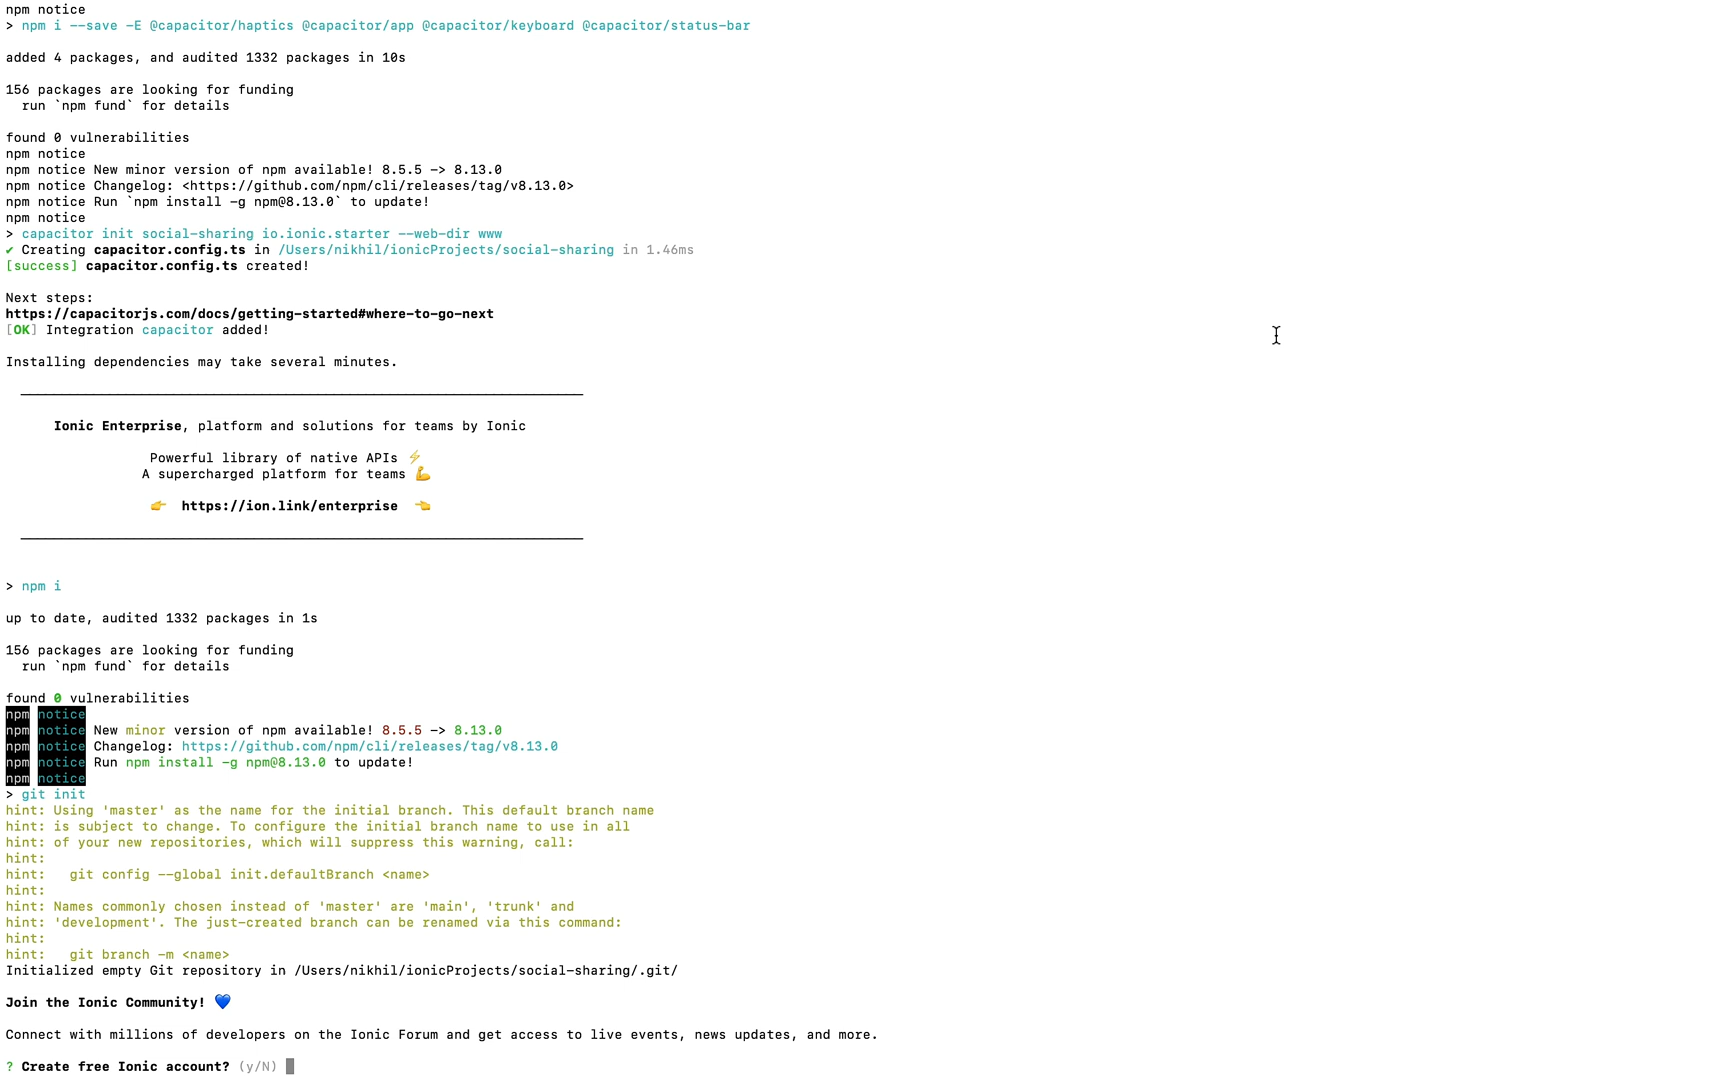 npm notice
> npm i --save -E @capacitor/haptics @capacitor/app @capacitor/keyboard @capacitor/status-bar
added 4 packages, and audited 1332 packages in 10s
156 packages are looking for funding
run `npm fund` for details
found 0 vulnerabilities
npm notice
npm notice New minor version of npm available! 8.5.5 -> 8.13.0
npm notice Changelog: <https://github.com/npm/cli/releases/tag/v8.13.0>
npm notice Run `npm install -g npm@8.13.0` to update!
npm notice
> capacitor init social-sharing io.ionic.starter --web-dir www
✔ Creating capacitor.config.ts in /Users/nikhil/ionicProjects/social-sharing in 1.46ms
[success] capacitor.config.ts created!
Next steps:
https://capacitorjs.com/docs/getting-started#where-to-go-next
[OK] Integration capacitor added!
Installing dependencies may take several minutes.
Ionic Enterprise, platform and solutions for teams by Ionic
Powerful library of native APIs ⚡
A supercharged platform for teams 💪
👉 https://ion.link/enterprise 👈
> npm i
up to date, audited 1332 packages in 1s
156 packages are looking for funding
run `npm fund` for details
found 0 vulnerabilities
npm notice
npm notice New minor version of npm available! 8.5.5 -> 8.13.0
npm notice Changelog: https://github.com/npm/cli/releases/tag/v8.13.0
npm notice Run npm install -g npm@8.13.0 to update!
npm notice
> git init
hint: Using 'master' as the name for the initial branch. This default branch name
hint: is subject to change. To configure the initial branch name to use in all
hint: of your new repositories, which will suppress this warning, call:
hint:
hint: git config --global init.defaultBranch <name>
hint:
hint: Names commonly chosen instead of 'master' are 'main', 'trunk' and
hint: 'development'. The just-created branch can be renamed via this command:
hint:
hint: git branch -m <name>
Initialized empty Git repository in /Users/nikhil/ionicProjects/social-sharing/.git/
Join the Ionic Community! 💙
Connect with millions of developers on the Ionic Forum and get access to live events, news updates, and more.
? Create free Ionic account? (y/N)